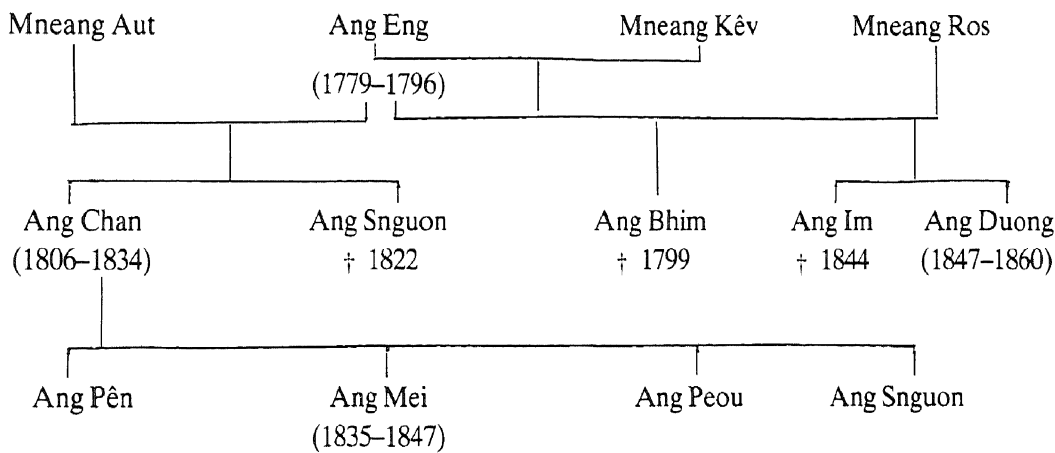 Mneang Aut Ang Eng Mneang Kêv Mneang Ros
(1779–1796)
Ang Chan Ang Snguon Ang Bhim Ang Im Ang Duong
(1806–1834) † 1822 † 1799 † 1844 (1847–1860)
Ang Pên Ang Mei Ang Peou Ang Snguon
(1835–1847)